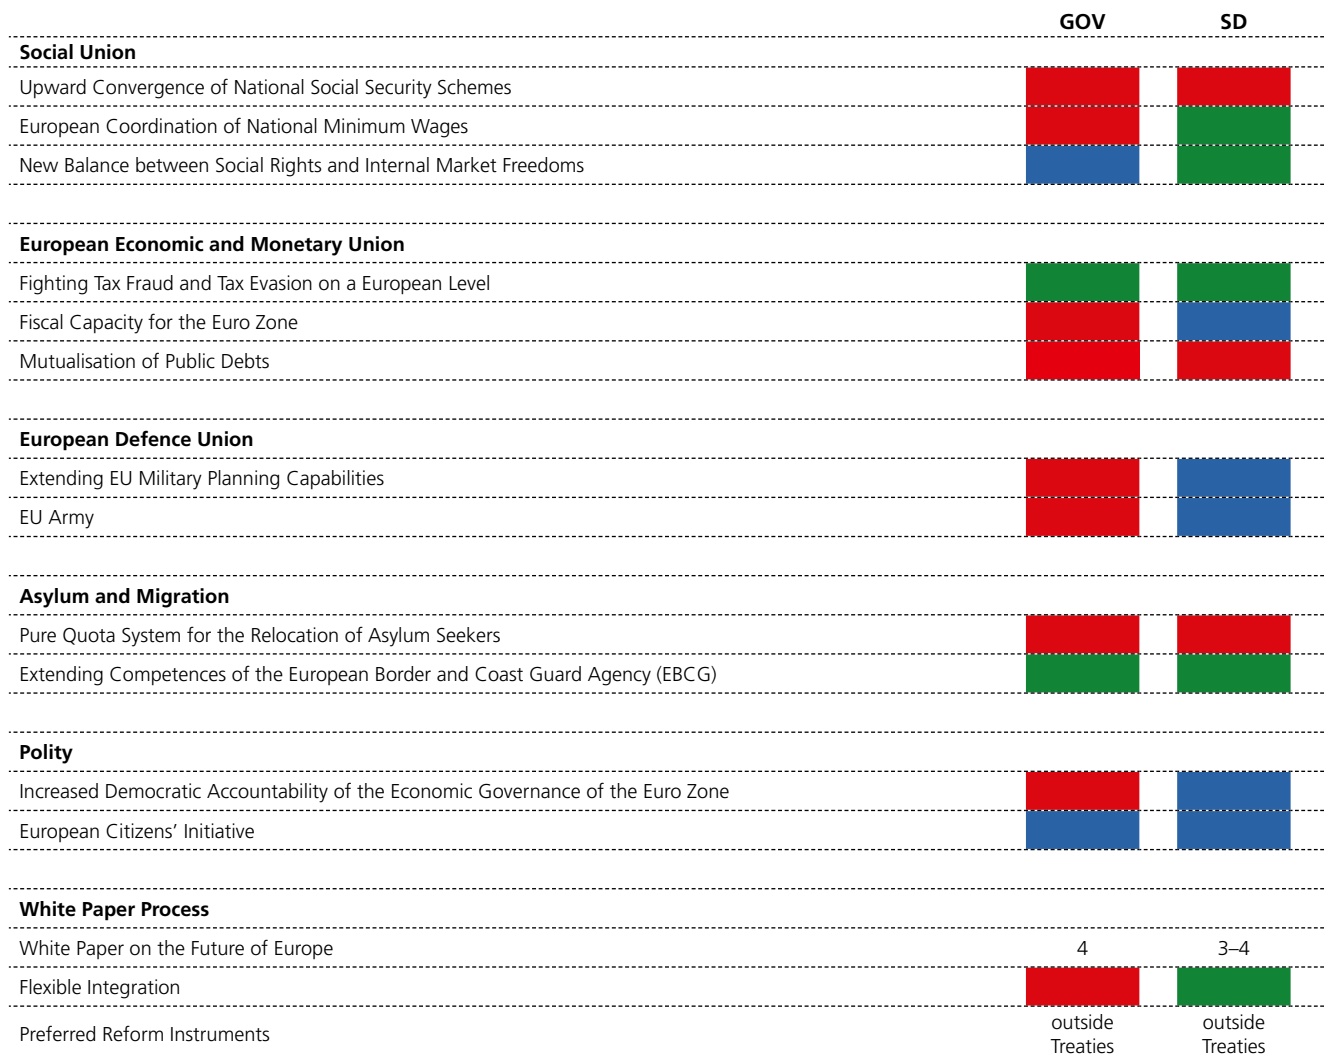 GOV SD
Social Union
Upward Convergence of National Social Security Schemes
European Coordination of National Minimum Wages
New Balance between Social Rights and Internal Market Freedoms
European Economic and Monetary Union
Fighting Tax Fraud and Tax Evasion on a European Level
Fiscal Capacity for the Euro Zone
Mutualisation of Public Debts
European Defence Union
Extending EU Military Planning Capabilities
EU Army
Asylum and Migration
Pure Quota System for the Relocation of Asylum Seekers
Extending Competences of the European Border and Coast Guard Agency (EBCG)
Polity
Increased Democratic Accountability of the Economic Governance of the Euro Zone
European Citizens’ Initiative
White Paper Process
White Paper on the Future of Europe 4 3–4
Flexible Integration
Preferred Reform Instruments outside Treaties outside Treaties